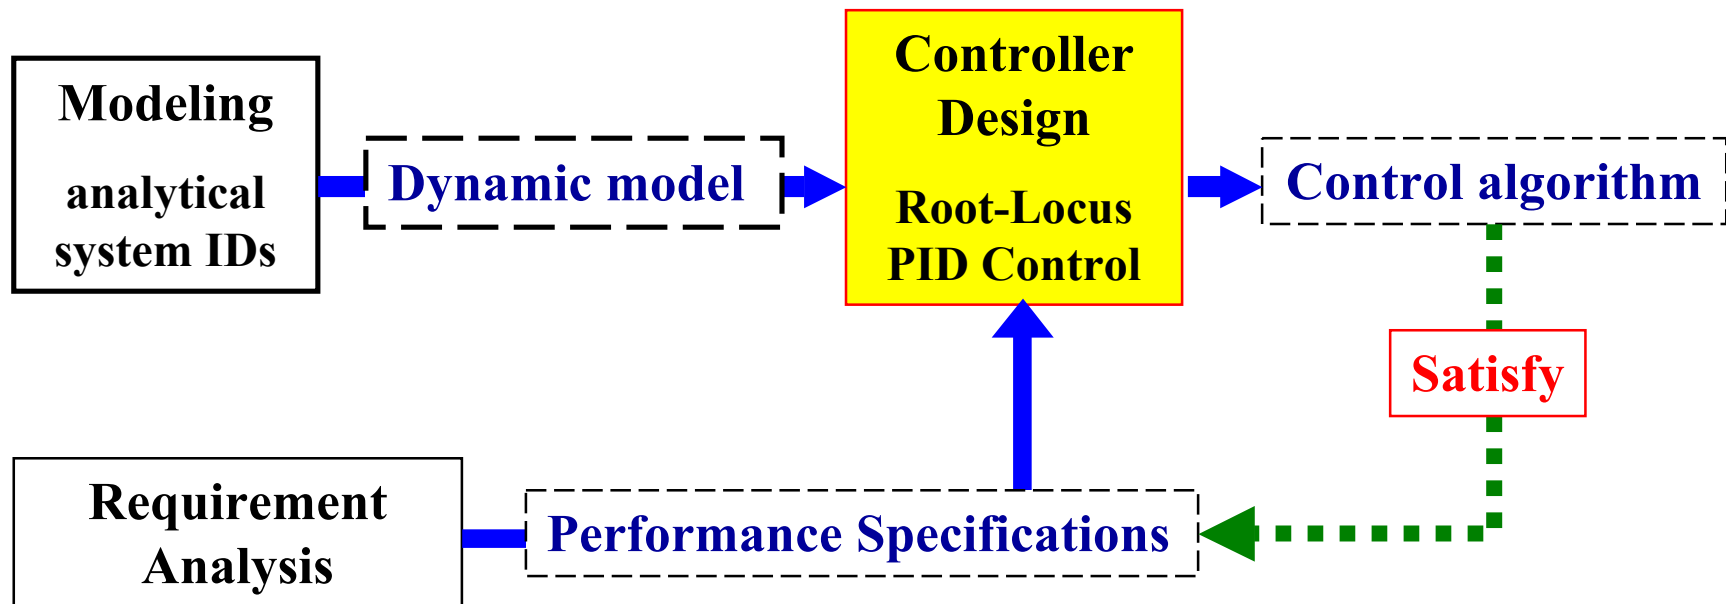 Modeling
analytical
system IDs
Dynamic model
Controller
Design
Root-Locus
PID Control
Control algorithm
Satisfy
Requirement
Analysis
Performance Specifications